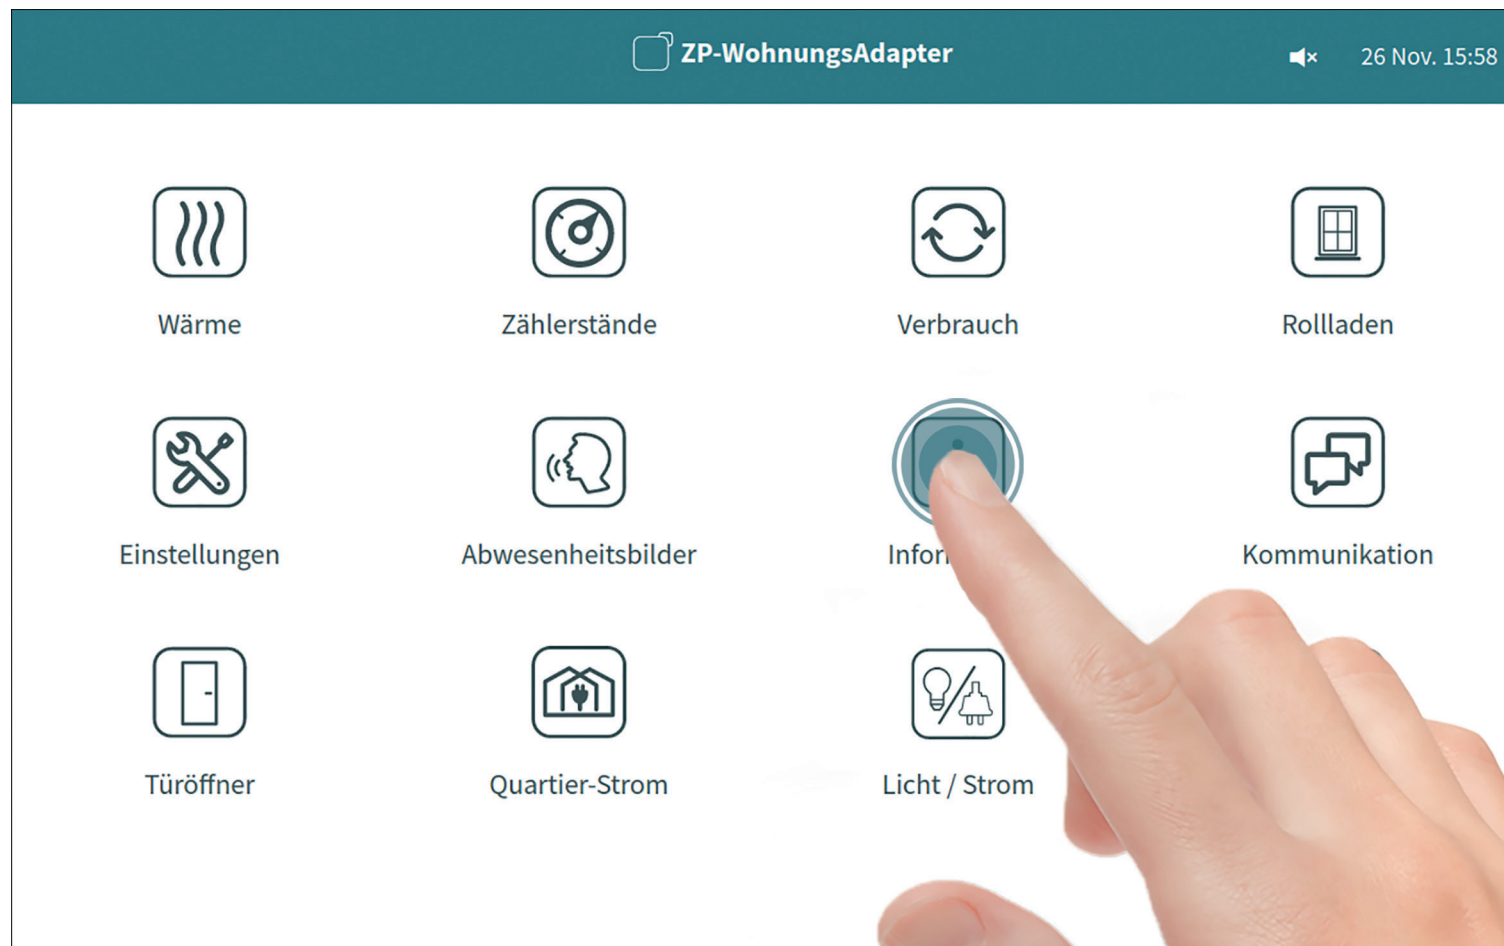 ZP-WohnungsAdapter
26 Nov. 15:58
Wärme
Zählerstände
Verbrauch
Rollladen
Einstellungen
Abwesenheitsbilder
Kommunikation
Türöffner
Quartier-Strom
Licht / Strom